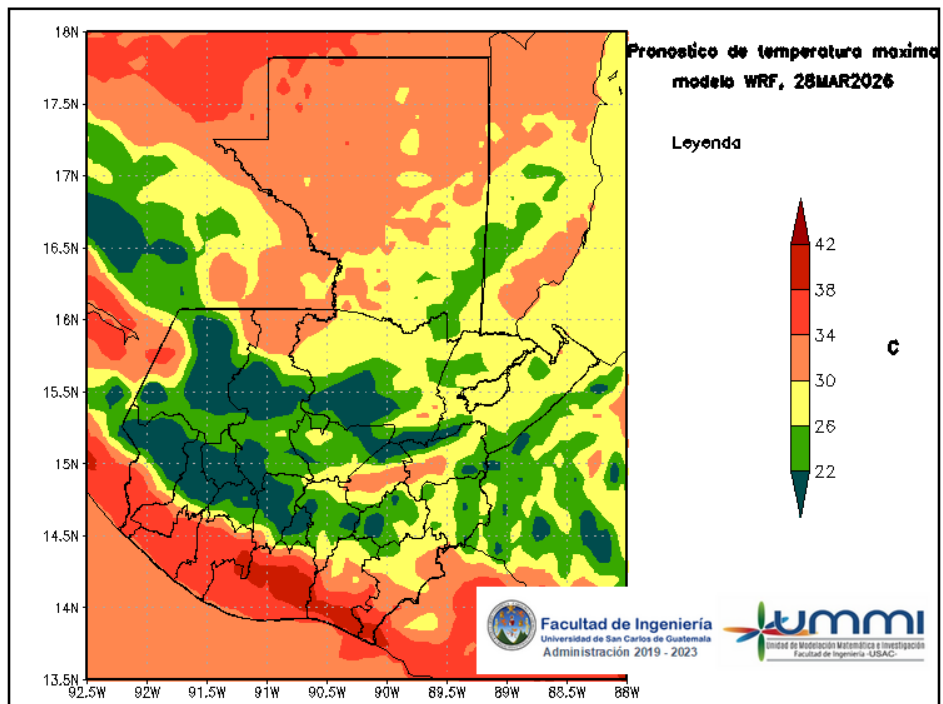 Pronostico de temperatura maxima
modelo WRF, 28MAR2026
Leyenda
18N
17.5N
17N
16.5N
16N
15.5N
15N
14.5N
14N
13.5N
92.5W 92W 91.5W 91W 90.5W 90W 89.5W 89W 88.5W 88W
42
38
34
30
26
22
C
Facultad de Ingeniería
Universidad de San Carlos de Guatemala
Administración 2019 - 2023
ummi
Unidad de Modelación Matemática e Investigación
Facultad de Ingeniería -USAC-